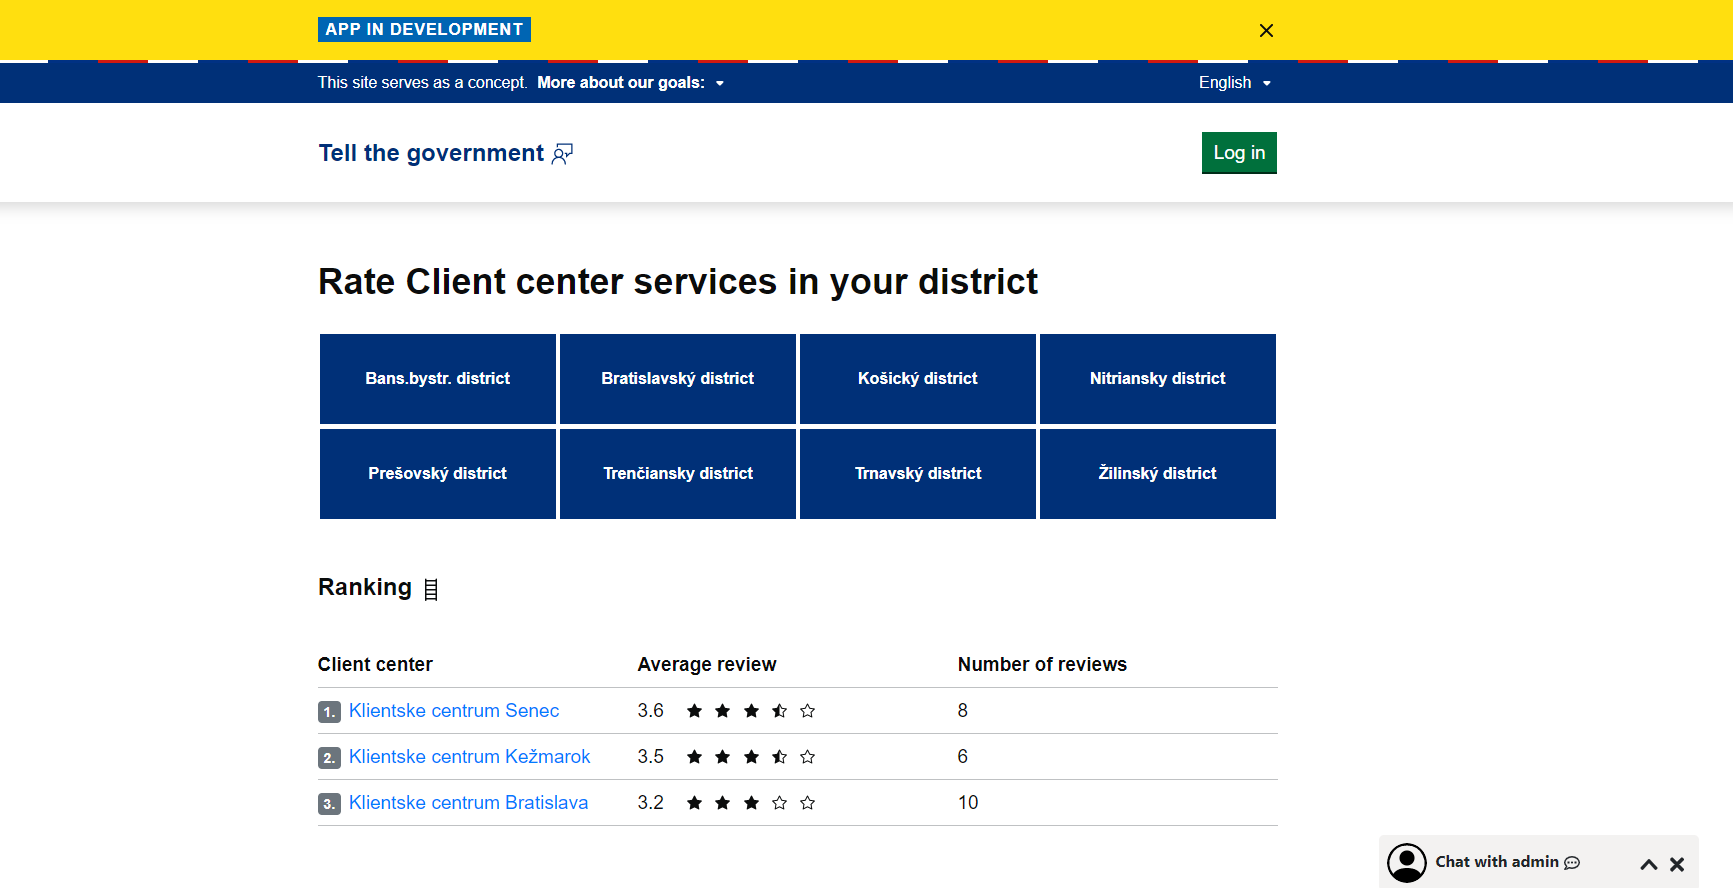 APP IN DEVELOPMENT
This site serves as a concept. More about our goals:
English
Tell the government
Log in
Rate Client center services in your district
Bans.bystr. district
Bratislavský district
Košický district
Nitriansky district
Prešovský district
Trenčiansky district
Trnavský district
Žilinský district
Ranking
Client center Average review Number of reviews
1. Klientske centrum Senec 3.6 8
2. Klientske centrum Kežmarok 3.5 6
3. Klientske centrum Bratislava 3.2 10
Chat with admin